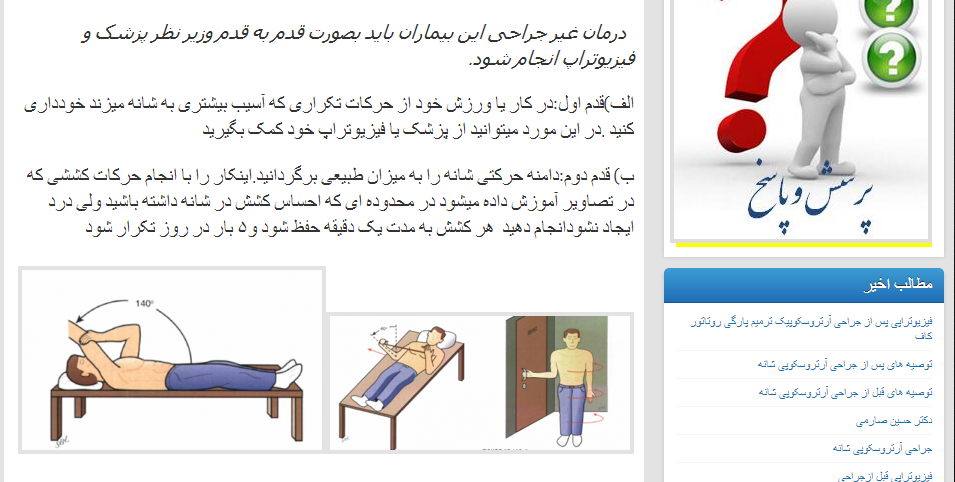 درمان غیر جراحی این بیماران باید بصورت قدم به قدم وزیر نظر پزشک و
فیزیوتراپ انجام شود.
الف)قدم اول:در کار یا ورزش خود از حرکات تکراری که آسیب بیشتری به شانه میزند خودداری
کنید .در این مورد میتوانید از پزشک یا فیزیوتراپ خود کمک بگیرید
ب) قدم دوم:دامنه حرکتی شانه را به میزان طبیعی برگردانید.اینکار را با انجام حرکات کششی که
در تصاویر آموزش داده میشود در محدوده ای که احساس کشش در شانه داشته باشید ولی درد
ایجاد نشودانجام دهید هر کشش به مدت یک دقیقه حفظ شود و۵ بار در روز تکرار شود
140°
پرسش و پاسخ
مطالب اخیر
فیزیوتراپی پس از جراحی آرتروسکوپیک ترمیم پارگی روتاتور
کاف
توصیه های پس از جراحی آرتروسکوپی شانه
توصیه های قبل از جراحی آرتروسکوپی شانه
دکتر حسین صارمی
جراحی آرتروسکوپی شانه
فیزیوتراپی قبل ازجراحی